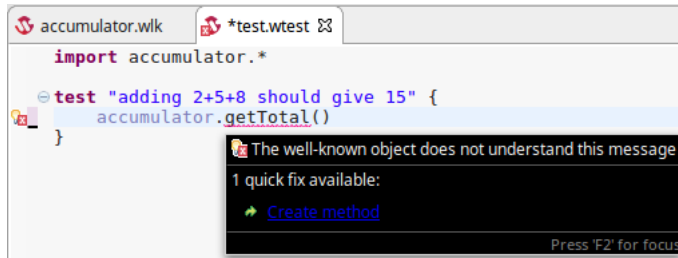 accumulator.wlk
*test.wtest
import accumulator.*
test "adding 2+5+8 should give 15" {
accumulator.getTotal()
}
The well-known object does not understand this message
1 quick fix available:
Create method
Press 'F2' for focus